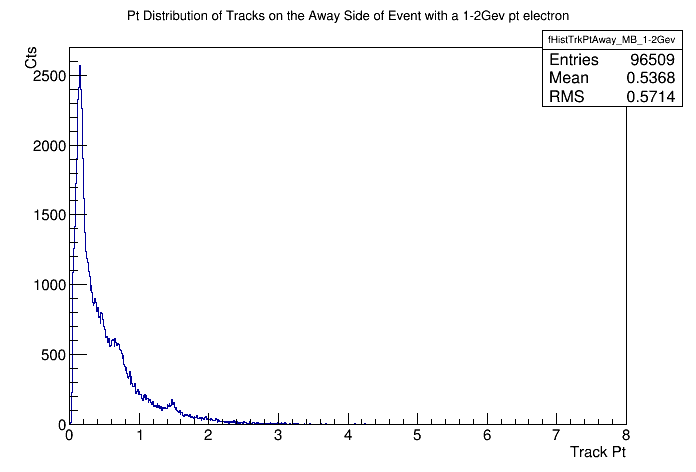 Pt Distribution of Tracks on the Away Side of Event with a 1-2Gev pt electron
fHistTrkPtAway_MB_1-2Gev
Entries 96509
Mean 0.5368
RMS 0.5714
Cts
2500
2000
1500
1000
500
0
0 1 2 3 4 5 6 7 8
Track Pt